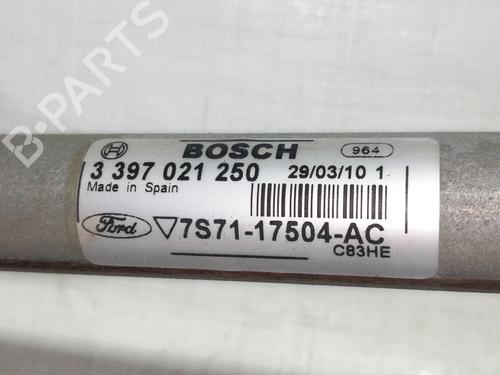 B-PARTS
BOSCH 964
3 397 021 250 29/03/10 1
Made in Spain
Ford 7S71-17504-AC
C83HE